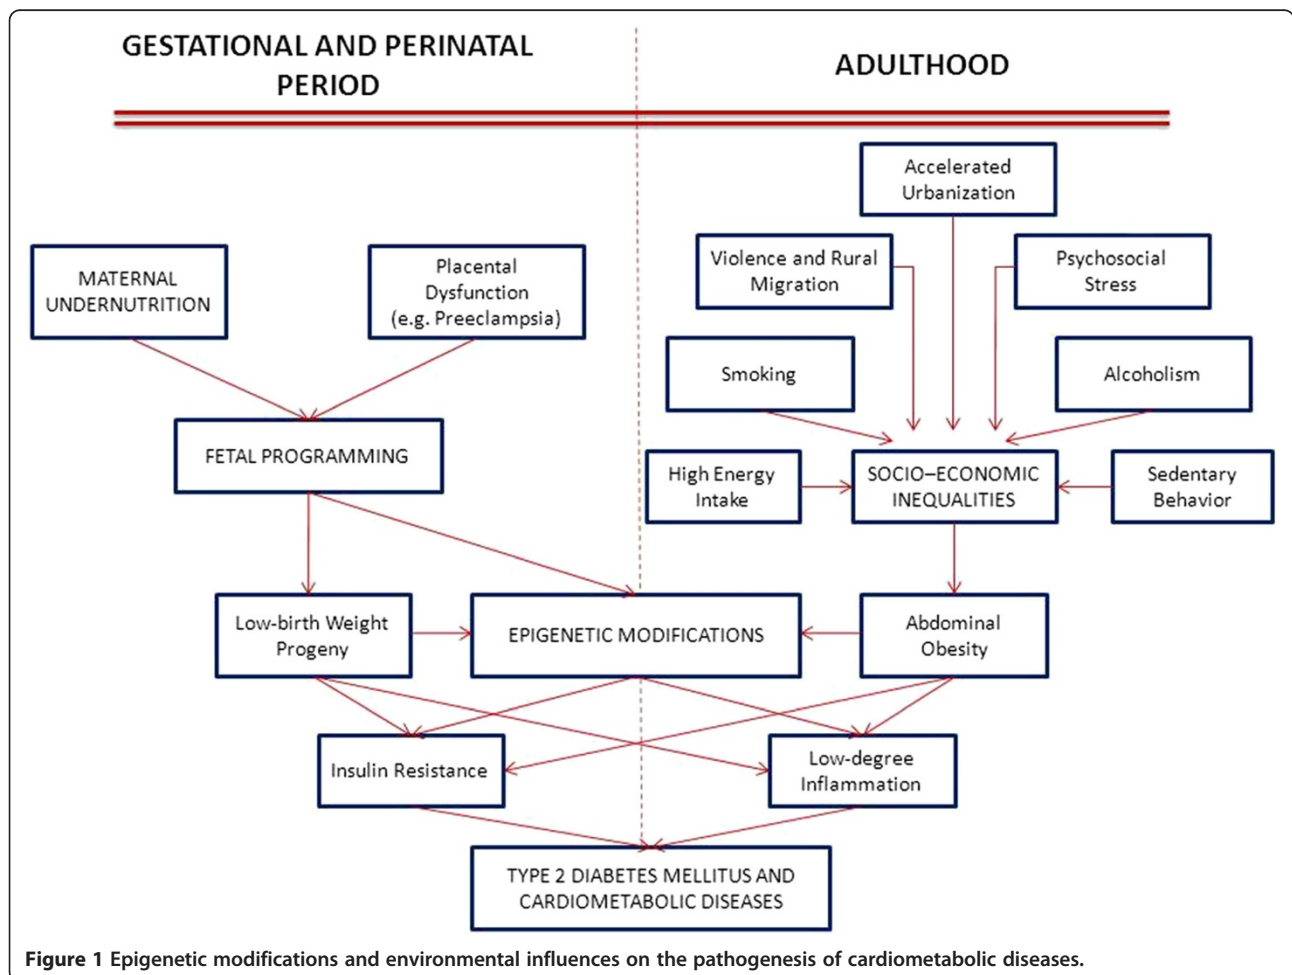 GESTATIONAL AND PERINATAL
PERIOD
ADULTHOOD
Accelerated
Urbanization
Violence and Rural
Migration
Psychosocial
Stress
MATERNAL
UNDERNUTRITION
Placental
Dysfunction
(e.g. Preeclampsia)
Smoking
Alcoholism
FETAL PROGRAMMING
High Energy
Intake
SOCIO–ECONOMIC
INEQUALITIES
Sedentary
Behavior
Low-birth Weight
Progeny
EPIGENETIC MODIFICATIONS
Abdominal
Obesity
Insulin Resistance
Low-degree
Inflammation
TYPE 2 DIABETES MELLITUS AND
CARDIOMETABOLIC DISEASES
Figure 1 Epigenetic modifications and environmental influences on the pathogenesis of cardiometabolic diseases.